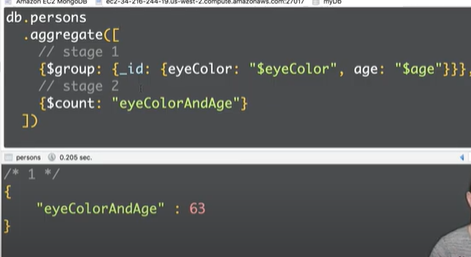 Amazon EC2 MongoDB ec2-34-216-244-19.us-west-2.compute.amazonaws.com:27017 myDb
db.persons
.aggregate([
// stage 1
{$group: {_id: {eyeColor: "$eyeColor", age: "$age"}}},
// stage 2
{$count: "eyeColorAndAge"}
])
persons 0.205 sec.
/* 1 */
{
"eyeColorAndAge" : 63
}